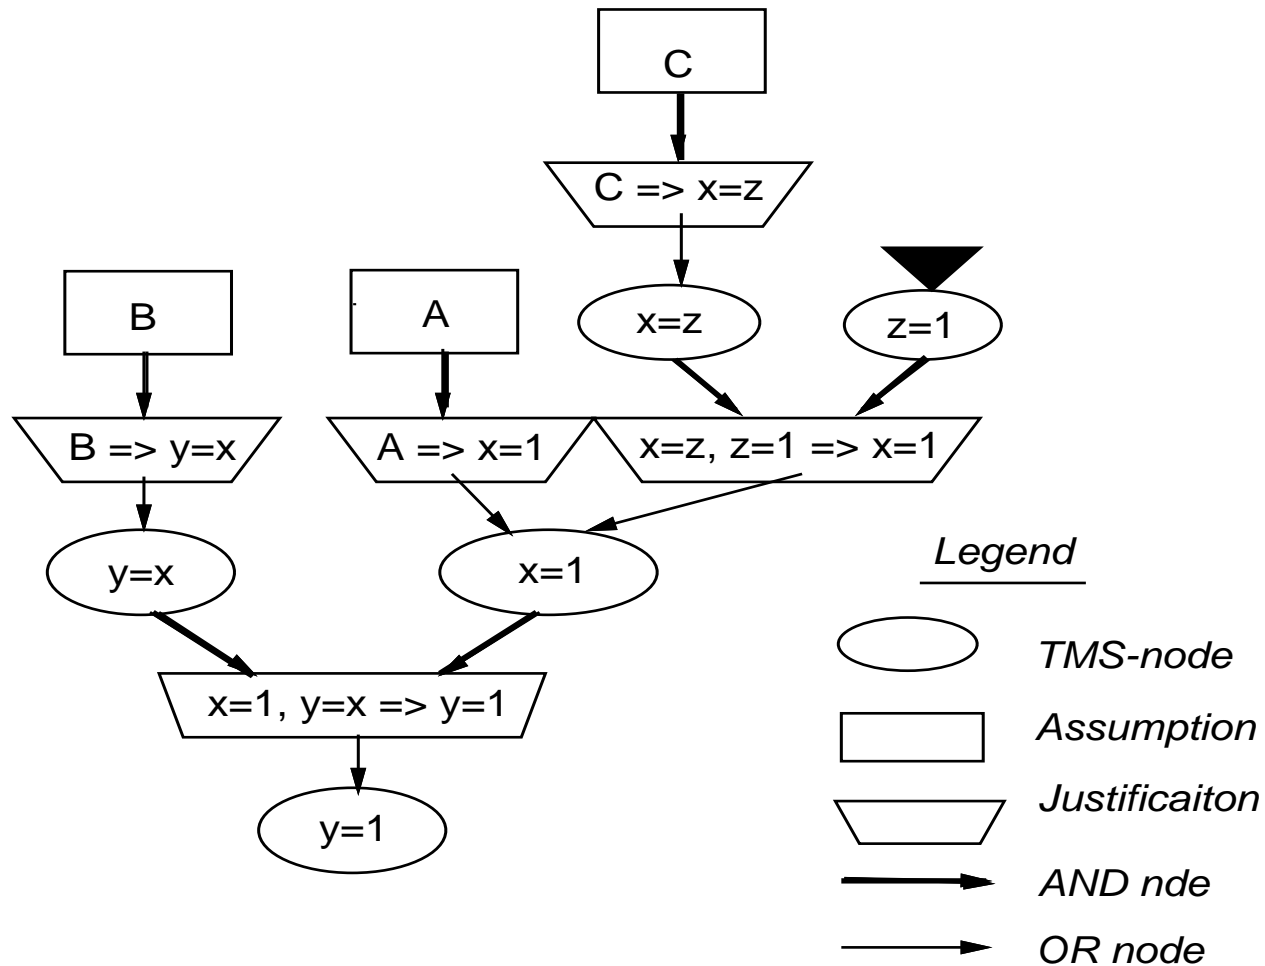 C
C => x=z
B
A
x=z
z=1
B => y=x
A => x=1
x=z, z=1 => x=1
y=x
x=1
Legend
TMS-node
x=1, y=x => y=1
Assumption
Justificaiton
y=1
AND nde
OR node